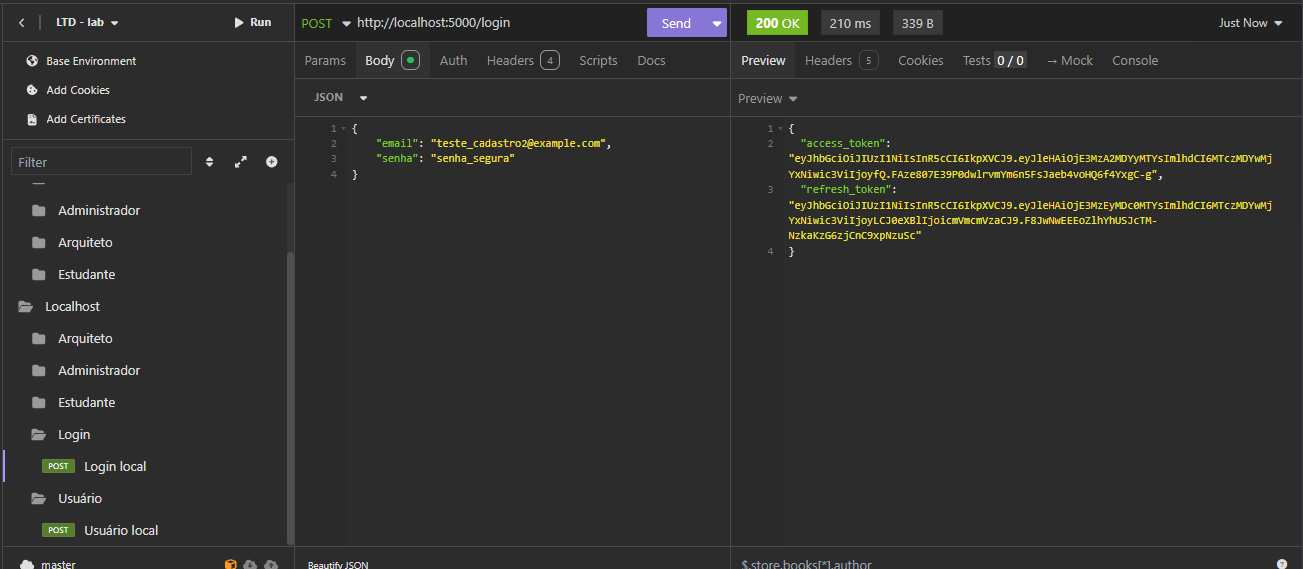 LTD - lab
Run
Base Environment
Add Cookies
Add Certificates
Filter
Administrador
Arquiteto
Estudante
Localhost
Arquiteto
Administrador
Estudante
Login
POST Login local
Usuário
POST Usuário local
master
POST http://localhost:5000/login
Send
Params Body Auth Headers 4 Scripts Docs
JSON
1 {
2 "email": "teste_cadastro2@example.com",
3 "senha": "senha_segura"
4 }
Beautify JSON
200 OK 210 ms 339 B Just Now
Preview Headers 5 Cookies Tests 0 / 0 → Mock Console
Preview
1 {
2 "access_token":
"eyJhbGciOiJIUzI1NiIsInR5cCI6IkpXVCJ9.eyJleHAiOjE3MzA2MDYyMTYsImlhdCI6MTczMDYwMj
YxNiwic3ViIjoyfQ.FAze807E39P0dwlrvmYm6n5FsJaeb4voHQ6f4YxgC-g",
3 "refresh_token":
"eyJhbGciOiJIUzI1NiIsInR5cCI6IkpXVCJ9.eyJleHAiOjE3MzEyMDc0MTYsImlhdCI6MTczMDYwMj
YxNiwic3ViIjoyLCJ0eXBlIjoicmVmcmVzaCJ9.F8JwNwEEEoZlhYhUSJcTM-
NzkaKzG6zjCnC9xpNzuSc"
4 }
$.store.books[*].author